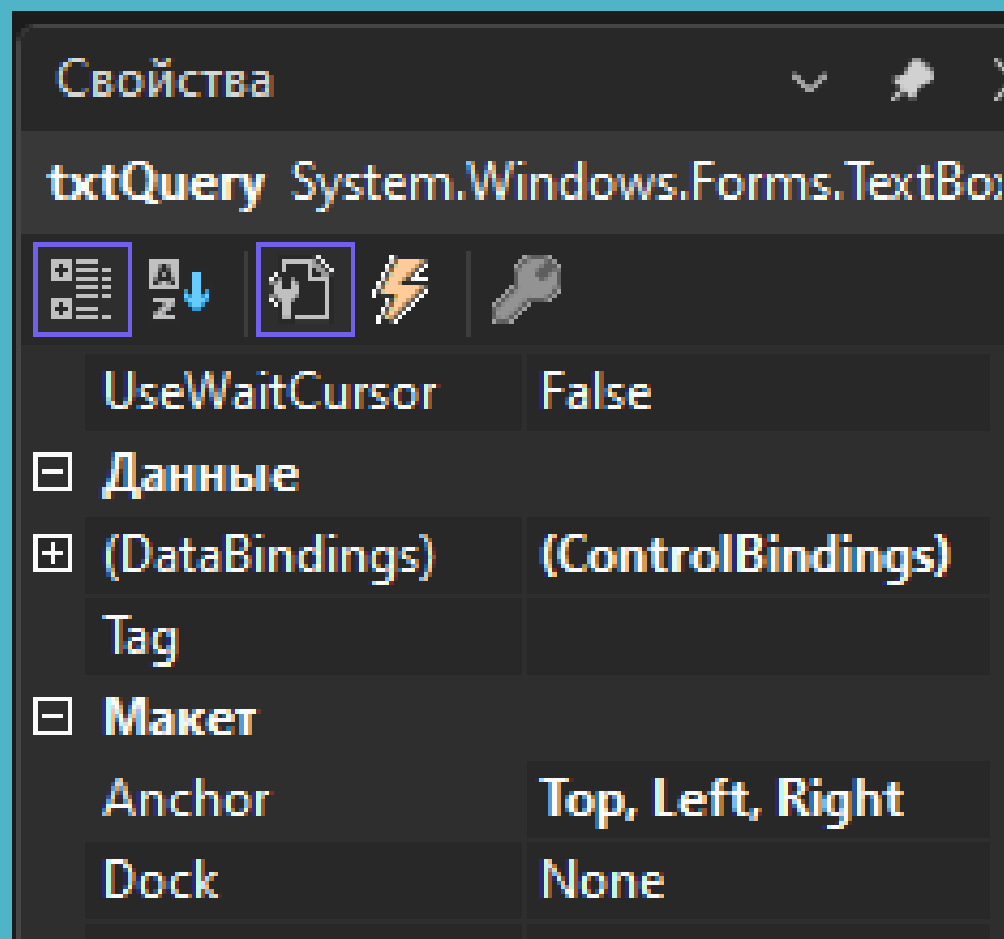 Свойства
txtQuery System.Windows.Forms.TextBox
A
Z
UseWaitCursor False
Данные
(DataBindings) (ControlBindings)
Tag
Макет
Anchor Top, Left, Right
Dock None